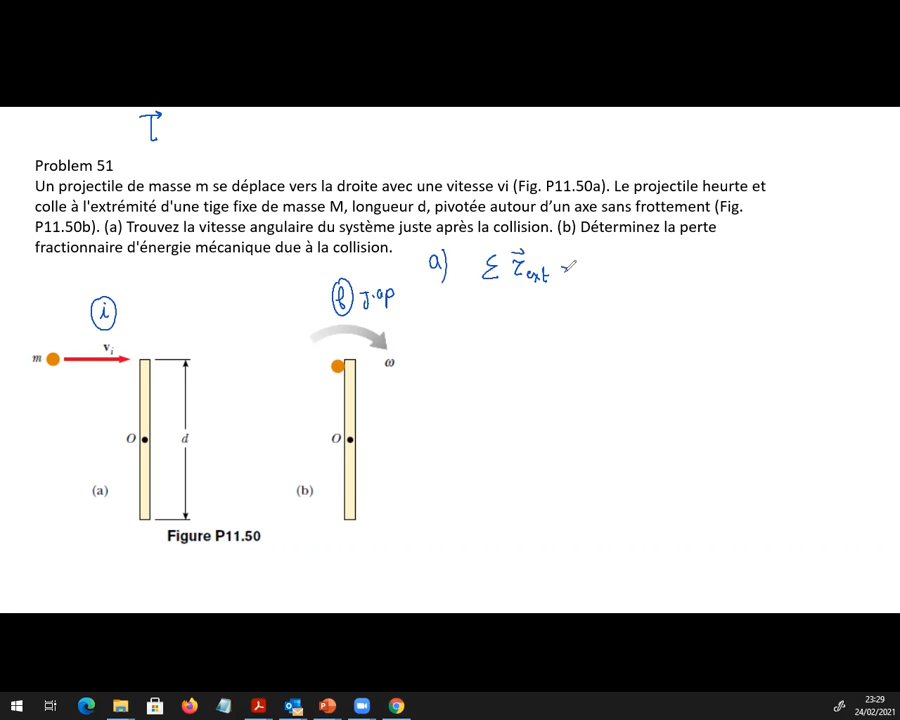 τ
Problem 51
Un projectile de masse m se déplace vers la droite avec une vitesse vi (Fig. P11.50a). Le projectile heurte et
colle à l'extrémité d'une tige fixe de masse M, longueur d, pivotée autour d’un axe sans frottement (Fig.
P11.50b). (a) Trouvez la vitesse angulaire du système juste après la collision. (b) Déterminez la perte
fractionnaire d'énergie mécanique due à la collision.
a) Σ τ⃗ext
i
f J.ap
m
vi
ω
O
d
O
(a)
(b)
Figure P11.50
23:29
24/02/2021